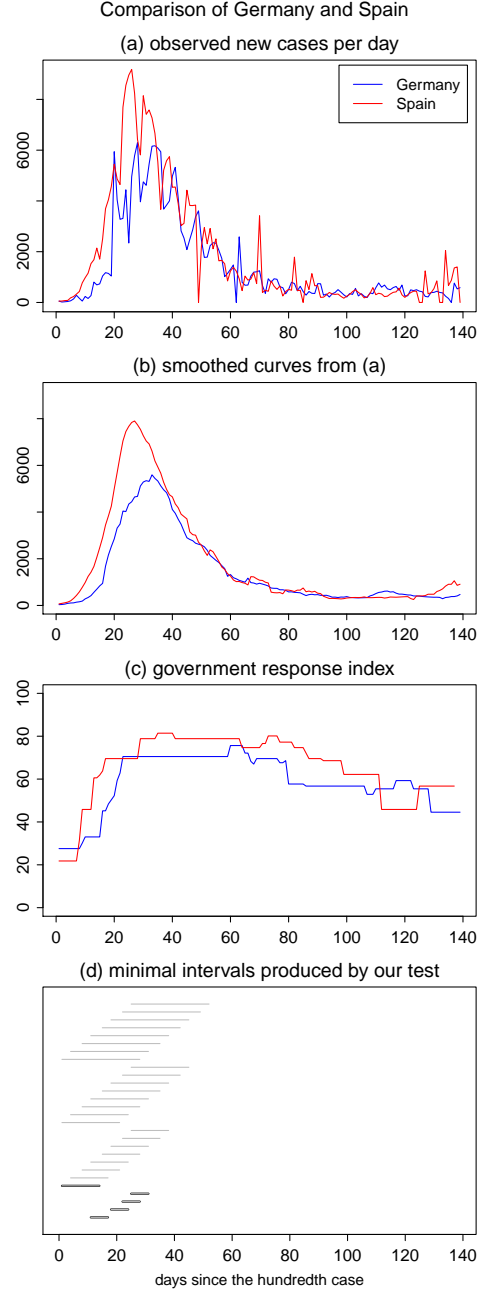 Comparison of Germany and Spain
(a) observed new cases per day
Germany
Spain
0 2000 6000
0 20 40 60 80 100 120 140
(b) smoothed curves from (a)
0 2000 6000
0 20 40 60 80 100 120 140
(c) government response index
0 20 40 60 80 100
0 20 40 60 80 100 120 140
(d) minimal intervals produced by our test
0 20 40 60 80 100 120 140
days since the hundredth case